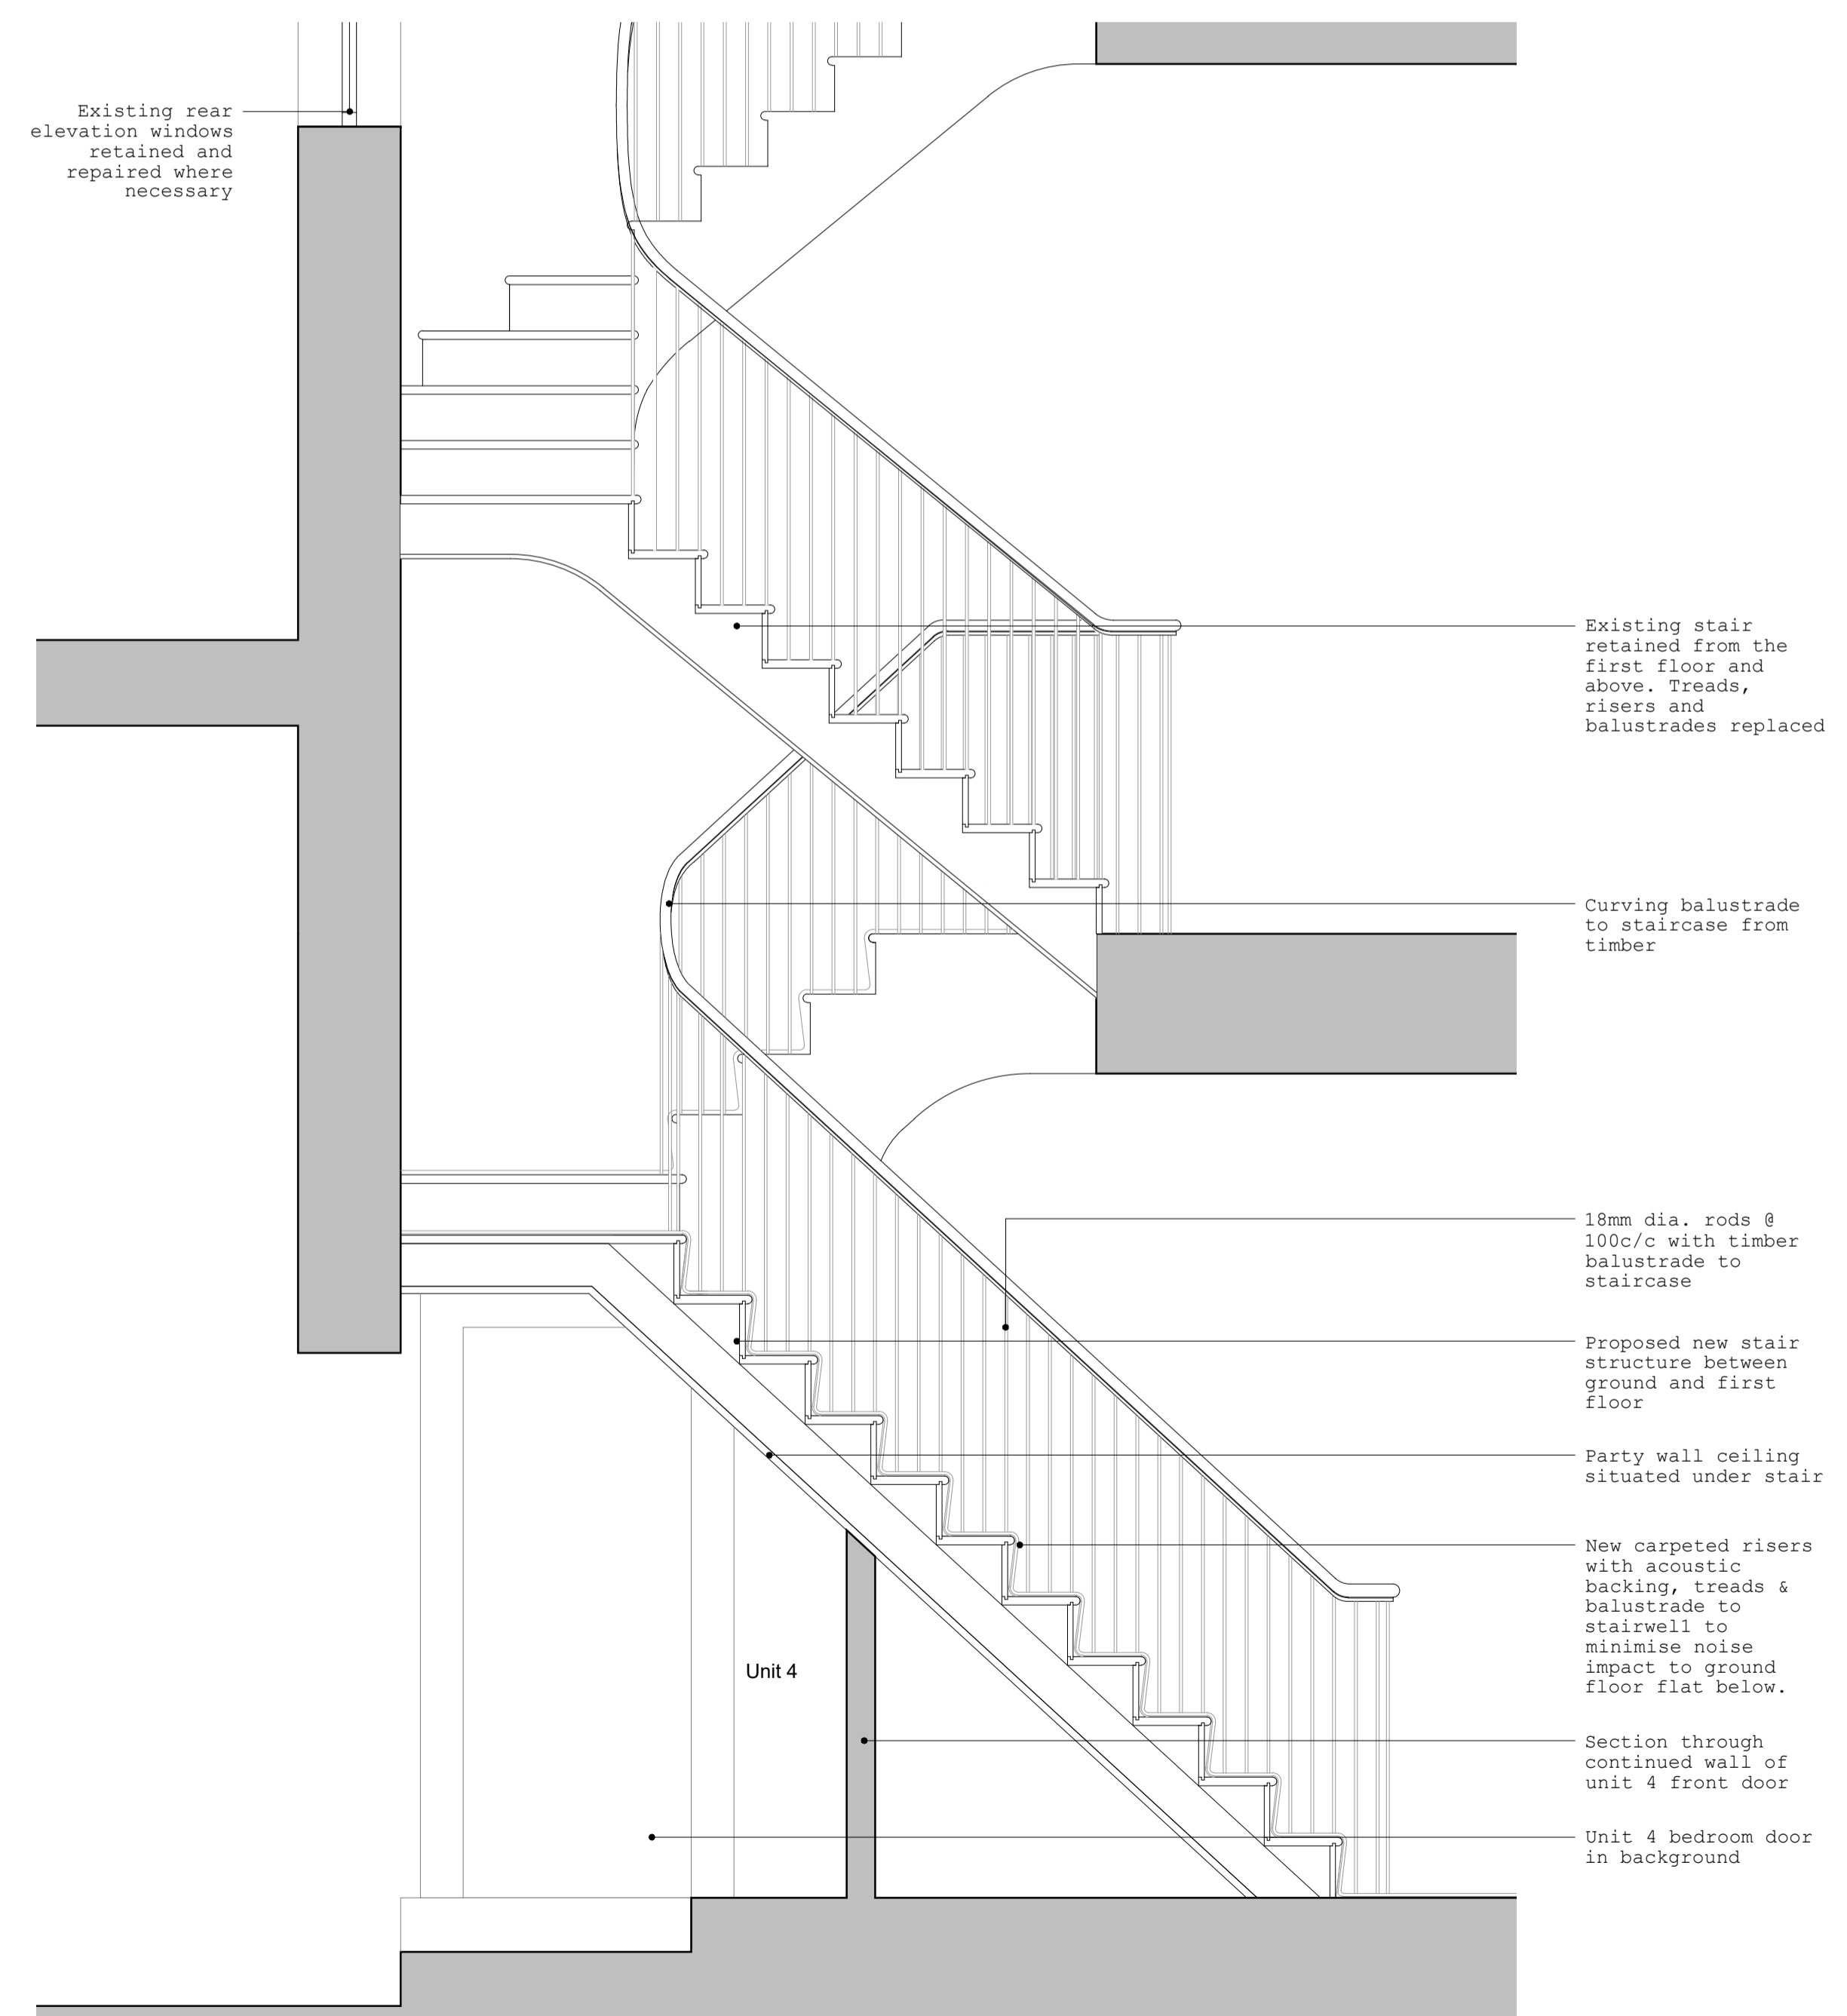 Existing rear
elevation windows
retained and
repaired where
necessary
Existing stair
retained from the
first floor and
above. Treads,
risers and
balustrades replaced
Curving balustrade
to staircase from
timber
18mm dia. rods @
100c/c with timber
balustrade to
staircase
Proposed new stair
structure between
ground and first
floor
Party wall ceiling
situated under stair
New carpeted risers
with acoustic
backing, treads &
balustrade to
stairwell to
minimise noise
impact to ground
floor flat below.
Unit 4
Section through
continued wall of
unit 4 front door
Unit 4 bedroom door
in background